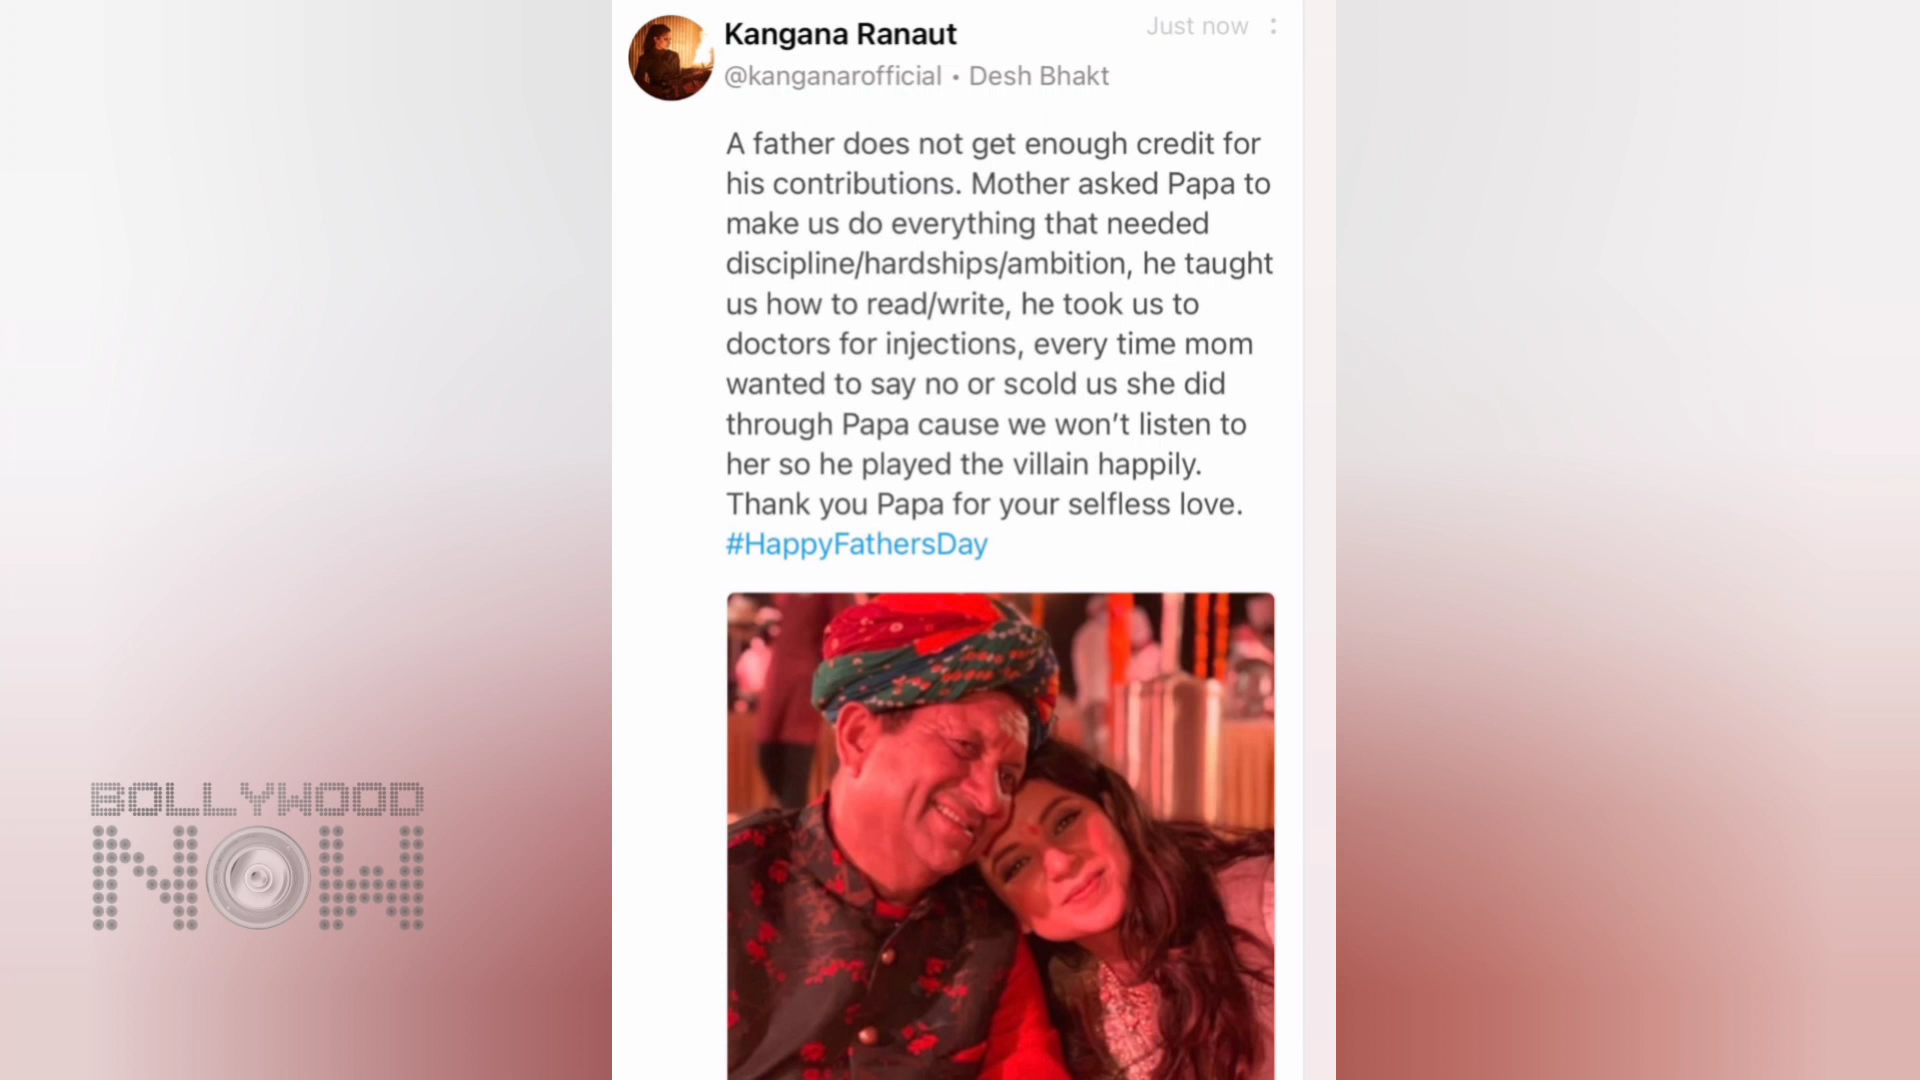 Kangana Ranaut
Just now
@kanganarofficial • Desh Bhakt
A father does not get enough credit for
his contributions. Mother asked Papa to
make us do everything that needed
discipline/hardships/ambition, he taught
us how to read/write, he took us to
doctors for injections, every time mom
wanted to say no or scold us she did
through Papa cause we won’t listen to
her so he played the villain happily.
Thank you Papa for your selfless love.
#HappyFathersDay
BOLLYWOOD
NOW